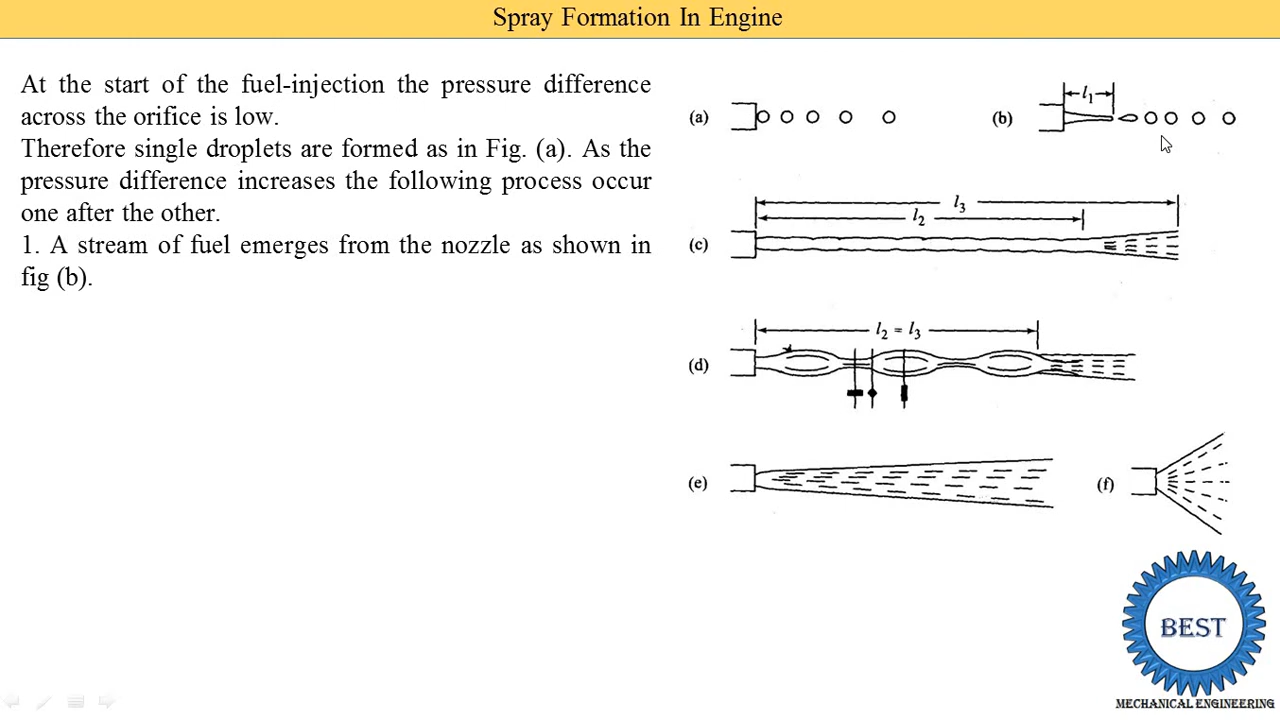 Spray Formation In Engine
At the start of the fuel-injection the pressure difference
across the orifice is low.
Therefore single droplets are formed as in Fig. (a). As the
pressure difference increases the following process occur
one after the other.
1. A stream of fuel emerges from the nozzle as shown in
fig (b).
(a)
(b)
l₁
(c)
l₃
l₂
(d)
l₂ = l₃
(e)
(f)
BEST
MECHANICAL ENGINEERING